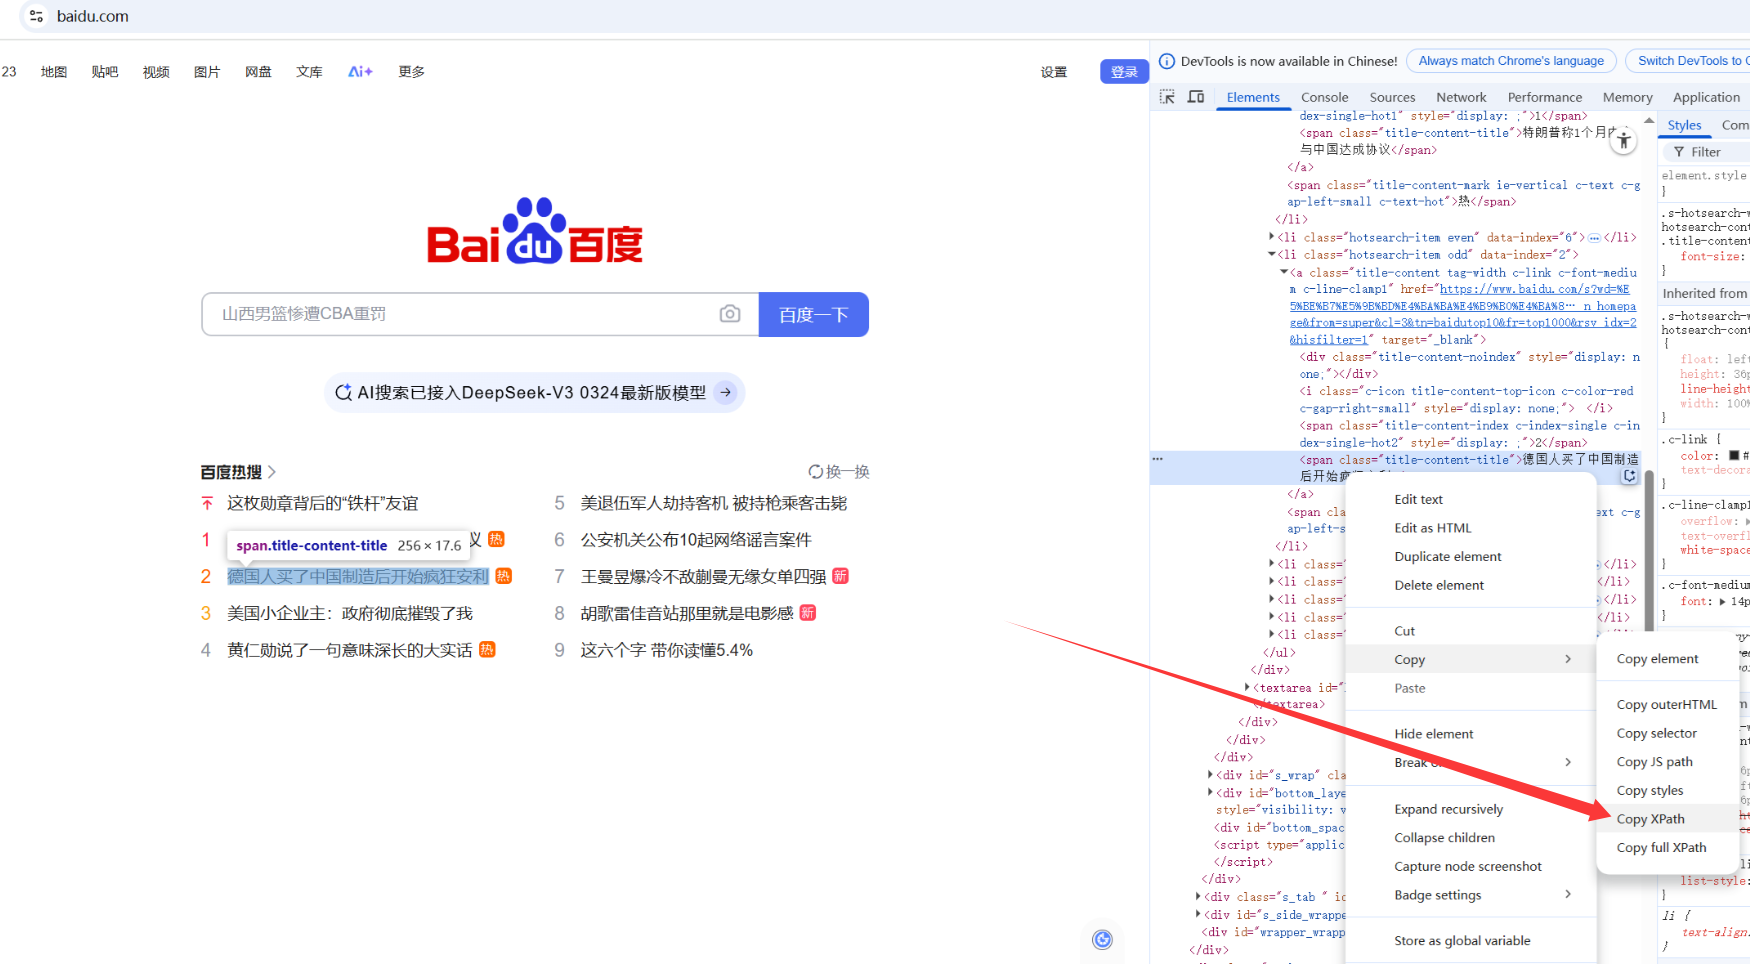 baidu.com
23 地图 贴吧 视频 图片 网盘 文库 Ai+ 更多
设置 登录
Bai du 百度
山西男篮惨遭CBA重罚
百度一下
AI搜索已接入DeepSeek-V3 0324最新版模型
百度热搜
换一换
这枚勋章背后的“铁杆”友谊
1 议 热
span.title-content-title 256 × 17.6
2 德国人买了中国制造后开始疯狂安利 热
3 美国小企业主：政府彻底摧毁了我
4 黄仁勋说了一句意味深长的大实话 热
5 美退伍军人劫持客机 被持枪乘客击毙
6 公安机关公布10起网络谣言案件
7 王曼昱爆冷不敌蒯曼无缘女单四强 新
8 胡歌雷佳音站那里就是电影感 新
9 这六个字 带你读懂5.4%
DevTools is now available in Chinese! Always match Chrome's language Switch DevTools to C
Elements Console Sources Network Performance Memory Application
dex-single-hot1" style="display: ;">1</span>
<span class="title-content-title">特朗普称1个月内
与中国达成协议</span>
</a>
<span class="title-content-mark ie-vertical c-text c-g
ap-left-small c-text-hot">热</span>
</li>
<li class="hotsearch-item even" data-index="6">…</li>
<li class="hotsearch-item odd" data-index="2">
<a class="title-content tag-width c-link c-font-mediu
m c-line-clamp1" href="https://www.baidu.com/s?wd=%E
5%BE%B7%E5%9B%BD%E4%BA%BA%E4%B9%B0%E4%BA%8… n_homepa
ge&from=super&cl=3&tn=baidutop10&fr=top1000&rsv_idx=2
&hisfilter=1" target="_blank">
<div class="title-content-noindex" style="display: n
one;"></div>
<i class="c-icon title-content-top-icon c-color-red
c-gap-right-small" style="display: none;"> </i>
<span class="title-content-index c-index-single c-in
dex-single-hot2" style="display: ;">2</span>
<span class="title-content-title">德国人买了中国制造
后开始疯
</a>
<span cl
ext c-g
ap-left-s
</li>
<li class= </li>
<li class= </li>
<li class= </li>
<li class= </li>
<li class=
</ul>
</div>
<textarea id="
</textarea>
</div>
</div>
</div>
<div id="s_wrap" cla
<div id="bottom_laye
style="visibility: v
<div id="bottom_spac
<script type="applic
</script>
</div>
<div class="s_tab " id
<div id="s_side_wrappe
<div id="wrapper_wrapp
</div>
Edit text
Edit as HTML
Duplicate element
Delete element
Cut
Copy
Paste
Hide element
Break
Expand recursively
Collapse children
Capture node screenshot
Badge settings
Store as global variable
Copy element
Copy outerHTML
Copy selector
Copy JS path
Copy styles
Copy XPath
Copy full XPath
Styles Com
Filter
element.style
}
.s-hotsearch-w
hotsearch-cont
.title-content
font-size:
}
Inherited from
.s-hotsearch-w
hotsearch-cont
{
float: left
height: 36p
line-height
width: 100%
}
.c-link {
color: #
text-decora
}
.c-line-clamp1
overflow:
text-overfl
white-space
}
.c-font-medium
font: 14p
}
list-style:
}
li {
text-align:
}